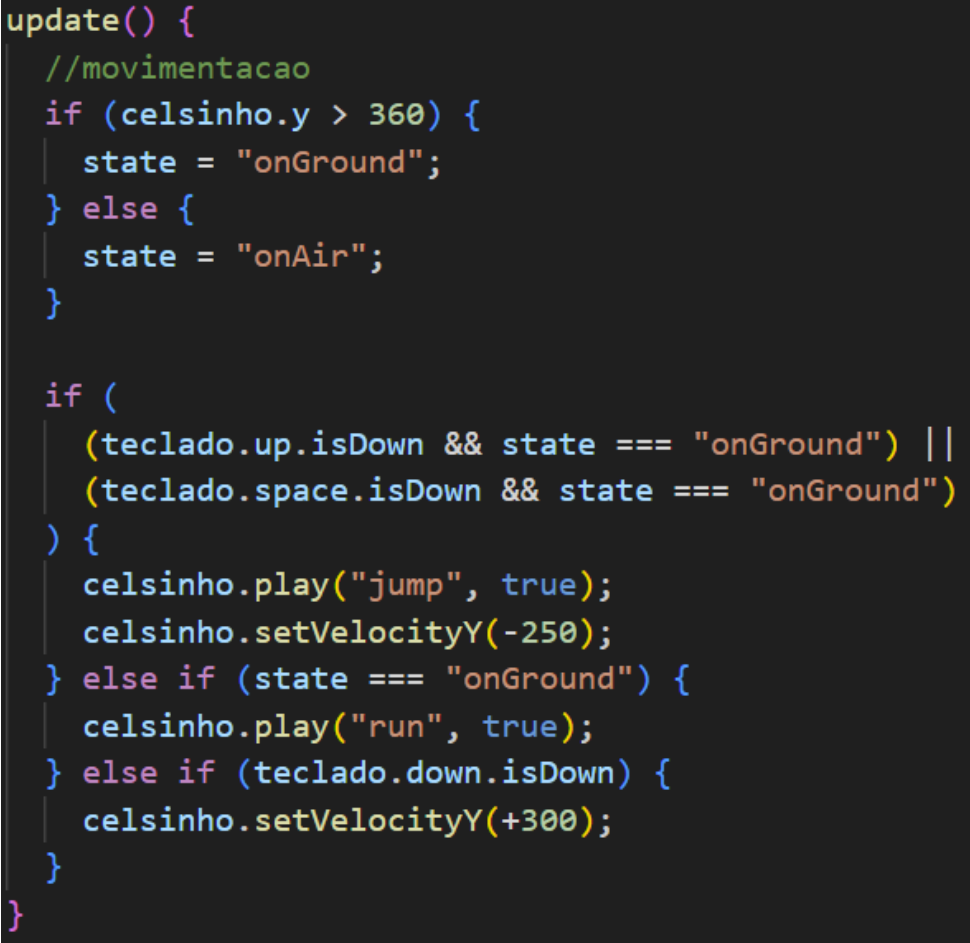 update() {
  //movimentacao
  if (celsinho.y > 360) {
    state = "onGround";
  } else {
    state = "onAir";
  }

  if (
    (teclado.up.isDown && state === "onGround") ||
    (teclado.space.isDown && state === "onGround")
  ) {
    celsinho.play("jump", true);
    celsinho.setVelocityY(-250);
  } else if (state === "onGround") {
    celsinho.play("run", true);
  } else if (teclado.down.isDown) {
    celsinho.setVelocityY(+300);
  }
}